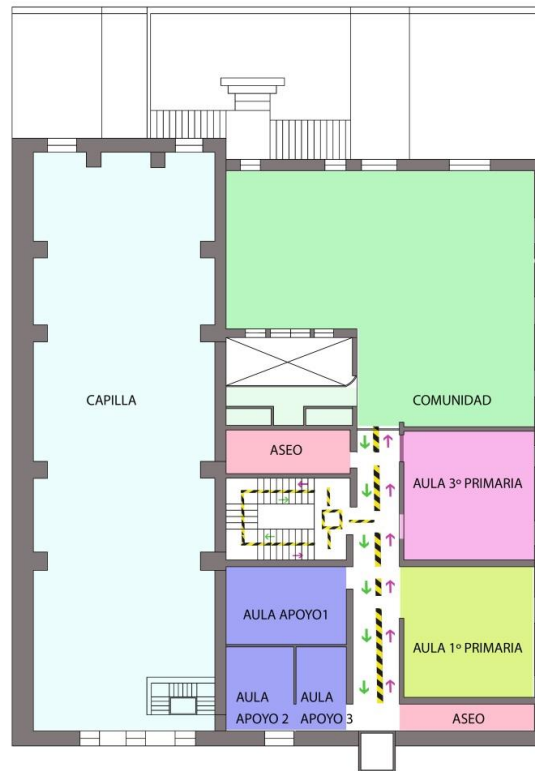 CAPILLA
COMUNIDAD
ASEO
AULA 3º PRIMARIA
AULA APOYO1
AULA 1º PRIMARIA
AULA
APOYO 2
AULA
APOYO 3
ASEO